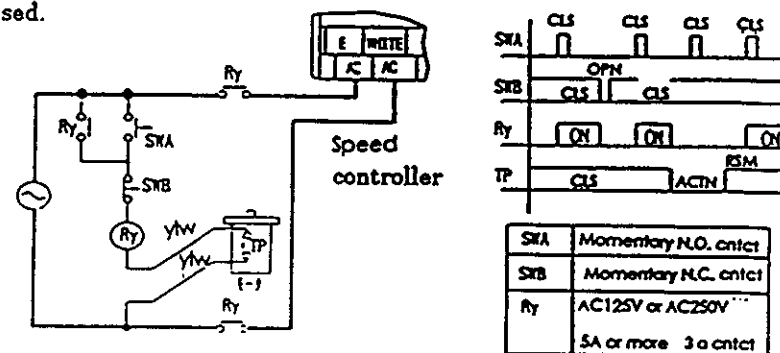 sed.
E WHITE
AC AC
Ry
Ry
SWA
SWB
Ry
ylw
ylw
TP
(-)
Ry
Speed
controller
CLS CLS CLS CLS
SWA
OPN
SWB CLS CLS
Ry ON ON ON
RSM
TP CLS ACTN
SWA Momentary N.O. cntct
SWB Momentary N.C. cntct
Ry AC125V or AC250V
5A or more 3 a cntct